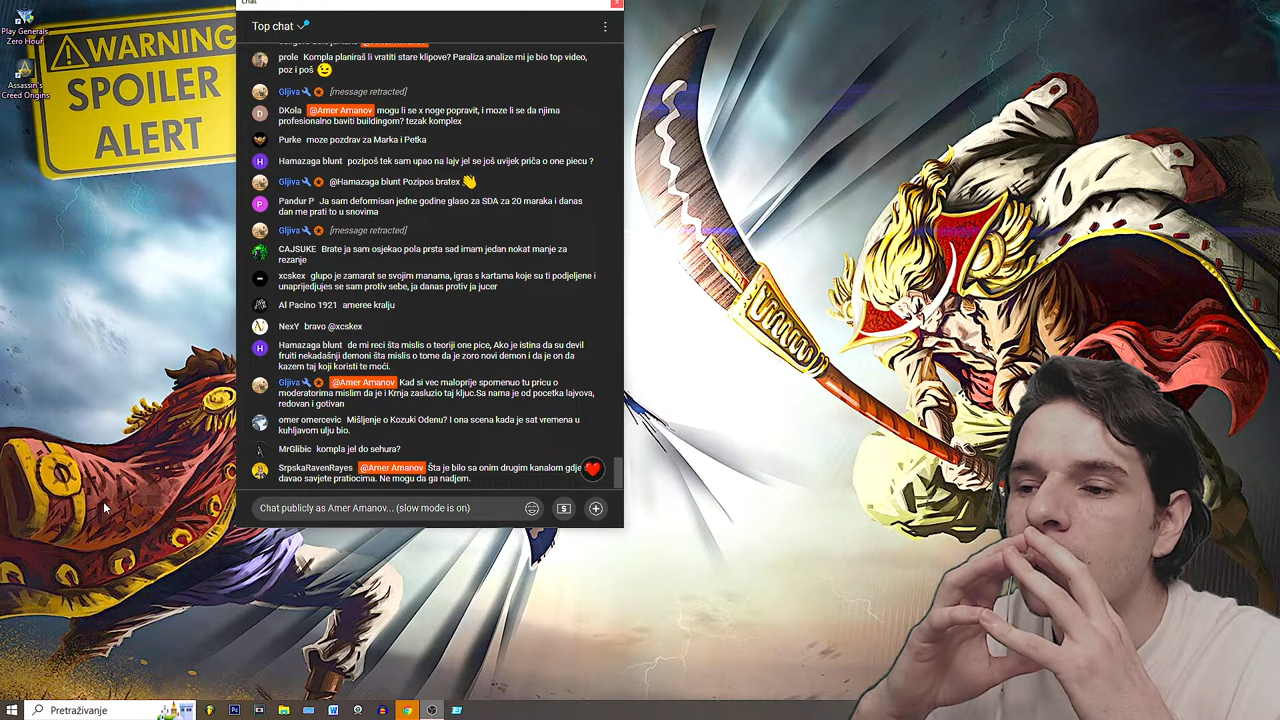 Play Generals
Zero Hour
Assassin's
Creed Origins
WARNING
SPOILER
ALERT
Chat
Top chat
@Amer Amanov
prole Kompla planiraš li vratiti stare klipove? Paraliza analize mi je bio top video,
poz i poš
Gljiva [message retracted]
D
DKola @Amer Amanov mogu li se x noge popravit, i moze li se da njima
profesionalno baviti buildingom? tezak komplex
Purke moze pozdrav za Marka i Petka
H
Hamazaga blunt pozipoš tek sam upao na lajv jel se još uvijek priča o one piecu ?
Gljiva @Hamazaga blunt Pozipos bratex
P
Pandur P Ja sam deformisan jedne godine glaso za SDA za 20 maraka i danas
dan me prati to u snovima
Gljiva [message retracted]
CAJSUKE Brate ja sam osjekao pola prsta sad imam jedan nokat manje za
rezanje
xcskex glupo je zamarat se svojim manama, igras s kartama koje su ti podjeljene i
unaprijedjujes se sam protiv sebe, ja danas protiv ja jucer
Al Pacino 1921 ameree kralju
NexY bravo @xcskex
H
Hamazaga blunt de mi reci šta mislis o teoriji one pice, Ako je istina da su devil
fruiti nekadašnji demoni šta mislis o tome da je zoro novi demon i da je on da
kazem taj koji koristi te moći.
Gljiva @Amer Amanov Kad si vec maloprije spomenuo tu pricu o
moderatorima mislim da je i Krnja zasluzio taj kljuc.Sa nama je od pocetka lajvova,
redovan i gotivan
omer omercevic Mišljenje o Kozuki Odenu? I ona scena kada je sat vremena u
kuhljavom ulju bio.
MrGlibic kompla jel do sehura?
SrpskaRavenRayes @Amer Amanov Šta je bilo sa onim drugim kanalom gdje
davao savjete pratiocima. Ne mogu da ga nadjem.
Chat publicly as Amer Amanov... (slow mode is on)
Pretraživanje